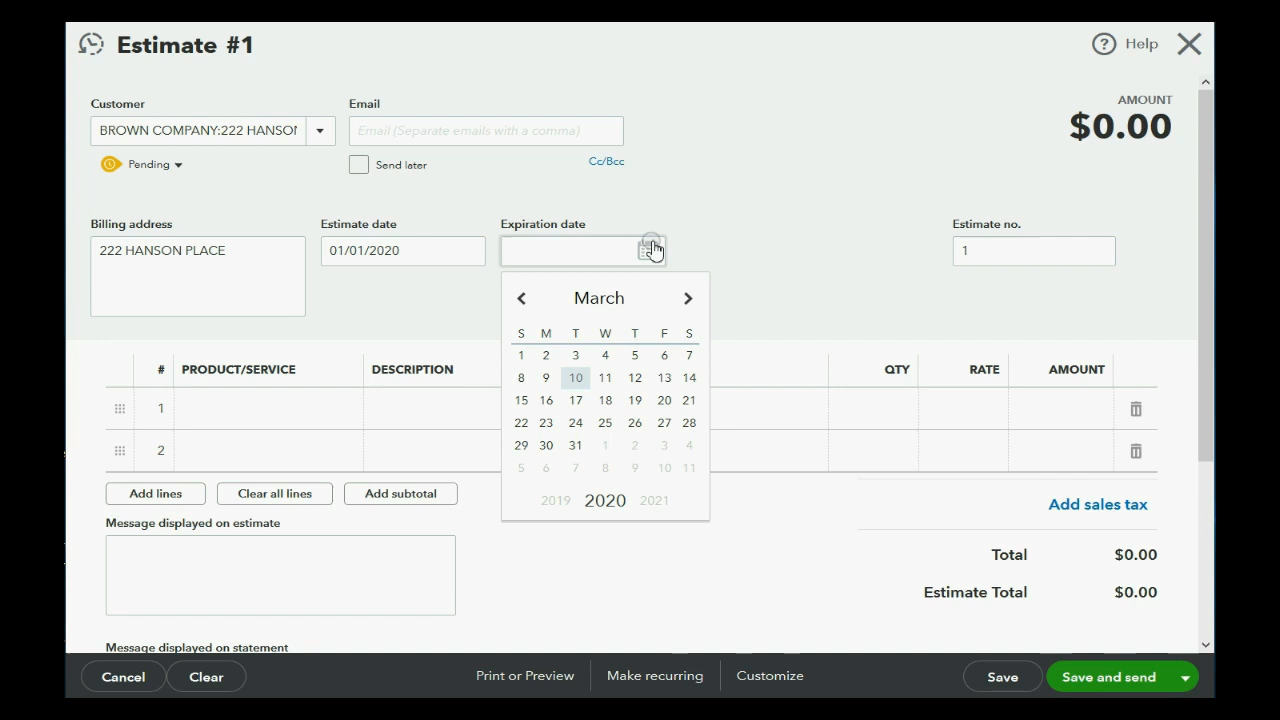 Estimate #1
Help
Customer
Email
AMOUNT
$0.00
BROWN COMPANY:222 HANSON
Email (Separate emails with a comma)
Pending
Send later
Cc/Bcc
Billing address
Estimate date
Expiration date
Estimate no.
222 HANSON PLACE
01/01/2020
1
March
S M T W T F S
1 2 3 4 5 6 7
8 9 10 11 12 13 14
15 16 17 18 19 20 21
22 23 24 25 26 27 28
29 30 31 1 2 3 4
5 6 7 8 9 10 11
2019 2020 2021
# PRODUCT/SERVICE DESCRIPTION QTY RATE AMOUNT
1
2
Add lines
Clear all lines
Add subtotal
Add sales tax
Message displayed on estimate
Total $0.00
Estimate Total $0.00
Message displayed on statement
Cancel
Clear
Print or Preview
Make recurring
Customize
Save
Save and send